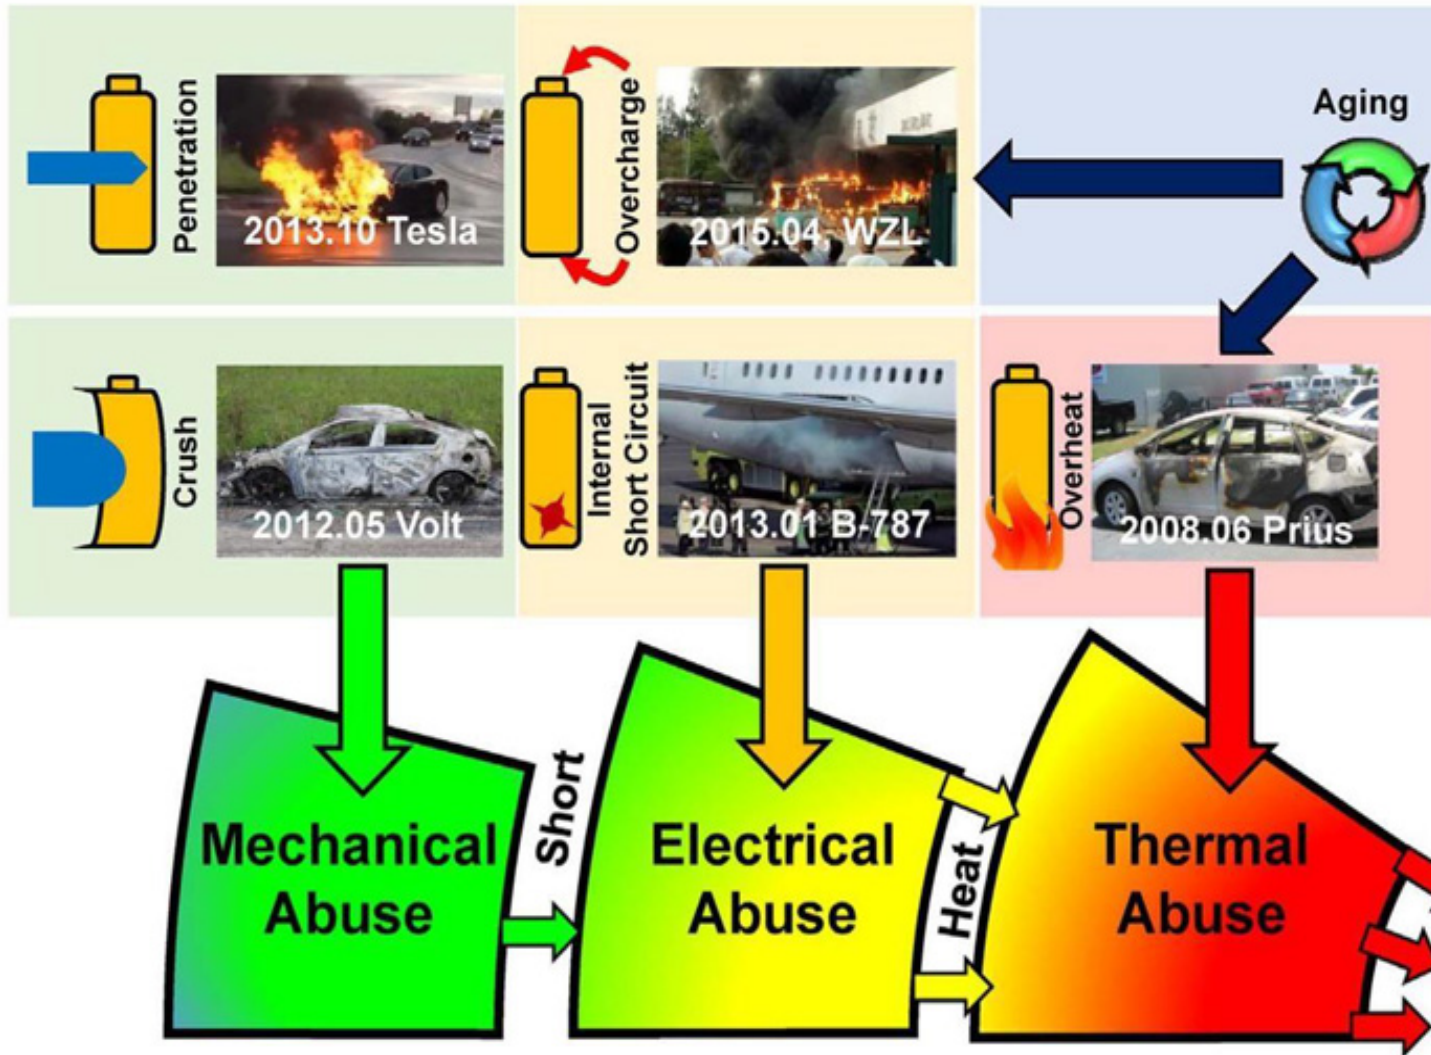 Penetration
2013.10 Tesla
Overcharge
2015.04, WZL
Aging
Crush
2012.05 Volt
Internal
Short Circuit
2013.01 B-787
Overheat
2008.06 Prius
Mechanical
Abuse
Short
Electrical
Abuse
Heat
Thermal
Abuse